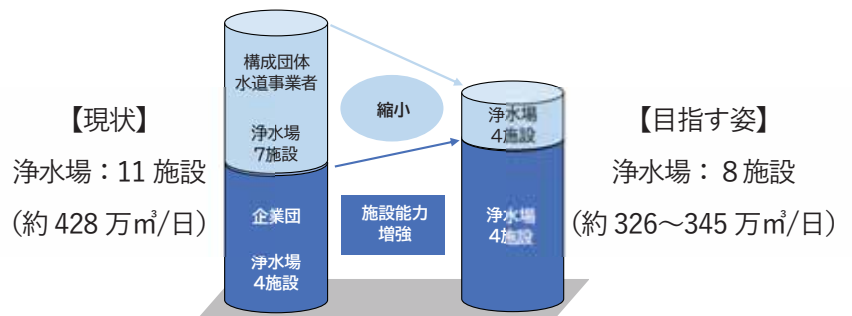 【現状】
浄水場：11 施設
(約 428 万㎥/日)
構成団体
水道事業者
浄水場
7施設
企業団
浄水場
4施設
縮小
施設能力
増強
浄水場
4施設
浄水場
4施設
【目指す姿】
浄水場：８施設
(約 326～345 万㎥/日)